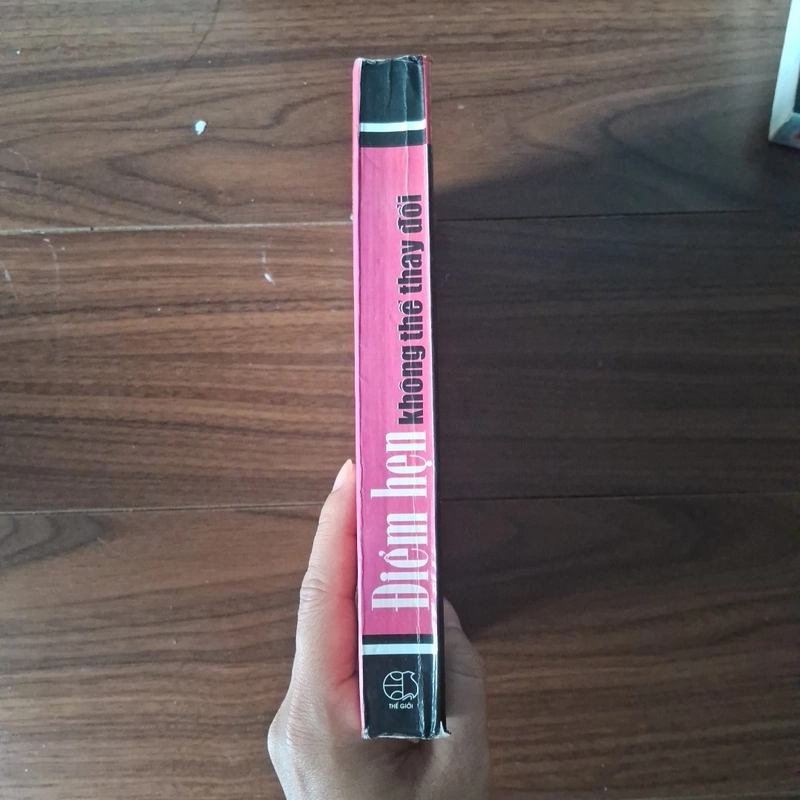 Điểm hẹn
không thể thay đổi
THẾ GIỚI